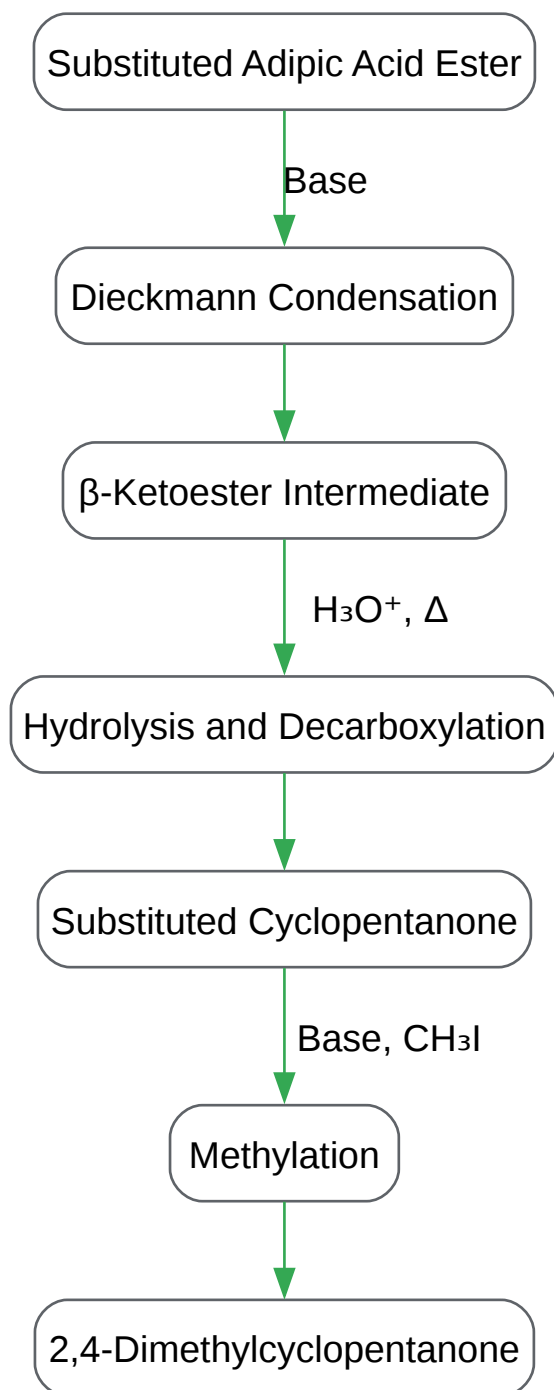 Substituted Adipic Acid Ester
Base
Dieckmann Condensation
β-Ketoester Intermediate
H₃O⁺, Δ
Hydrolysis and Decarboxylation
Substituted Cyclopentanone
Base, CH₃I
Methylation
2,4-Dimethylcyclopentanone